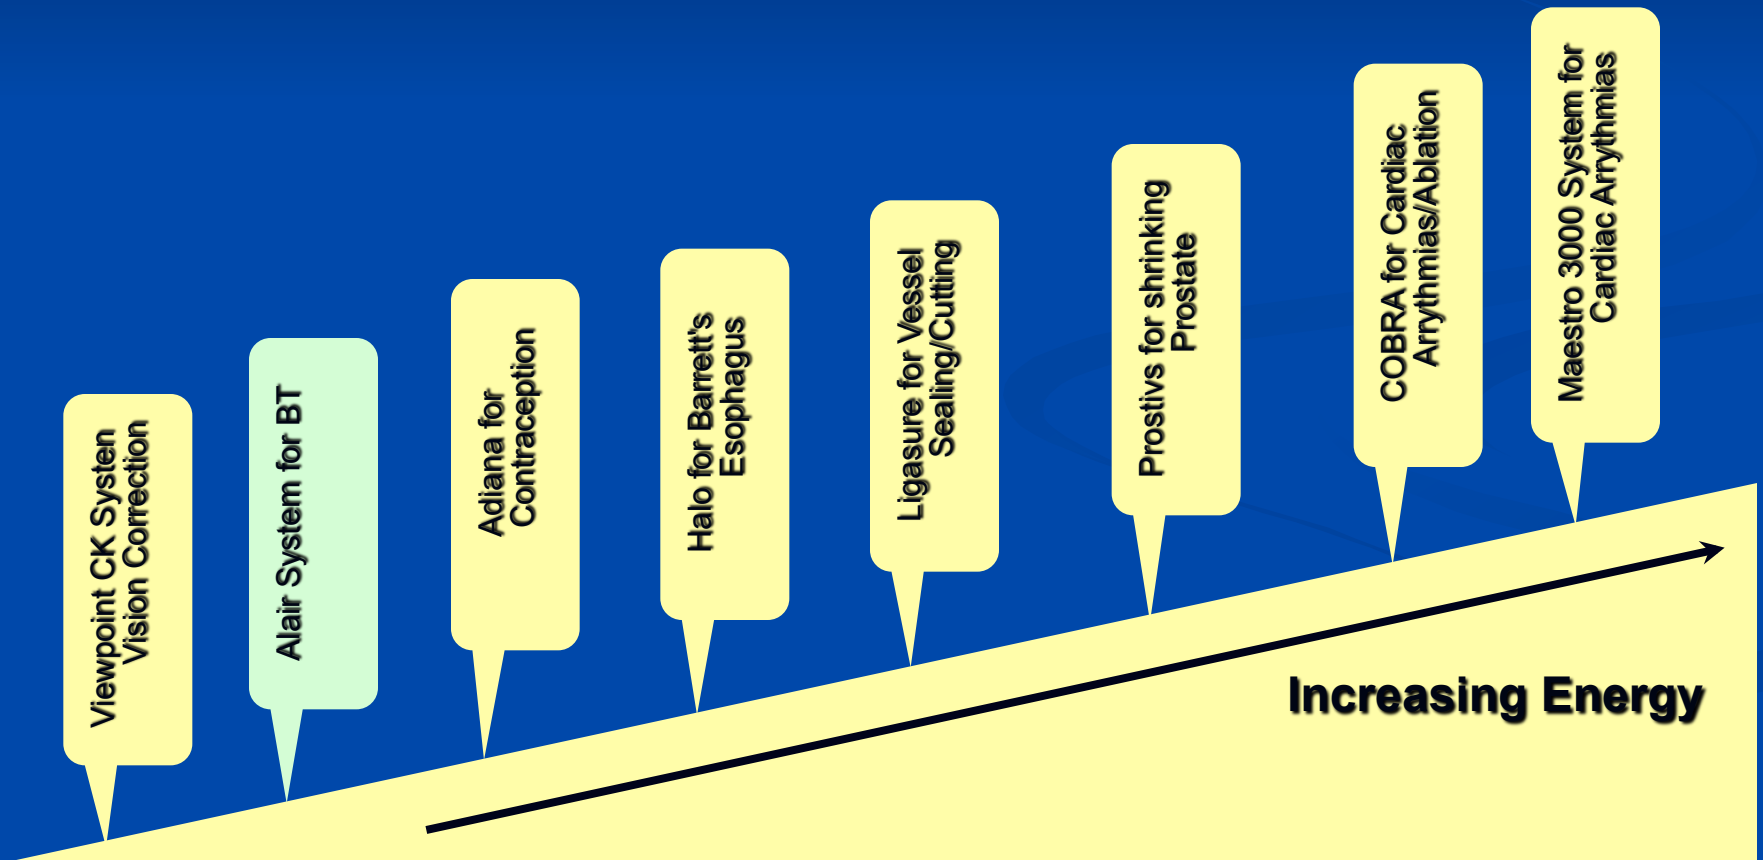 Viewpoint CK Systen
Vision Correction
Alair System for BT
Adiana for
Contraception
Halo for Barrett's
Esophagus
Ligasure for Vessel
Sealing/Cutting
Prostivs for shrinking
Prostate
COBRA for Cardiac
Arrythmias/Ablation
Maestro 3000 System for
Cardiac Arrythmias
Increasing Energy